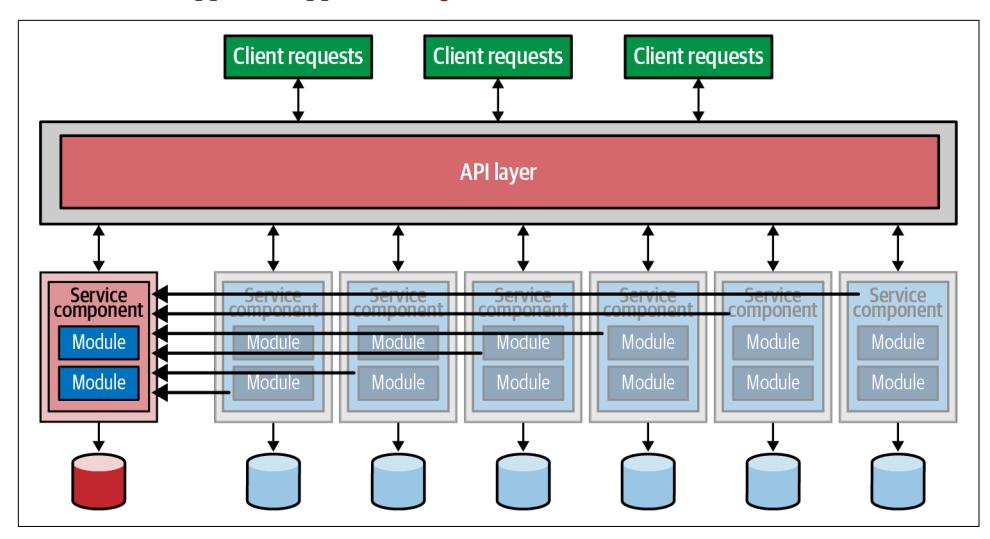 Client requests Client requests Client requests
API layer
Service Service Service Service Service Service Service
component component component component component component component
Module Module Module Module Module Module Module
Module Module Module Module Module Module Module